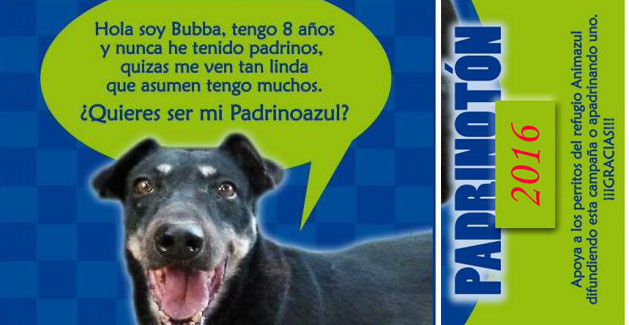 Hola soy Bubba, tengo 8 años
y nunca he tenido padrinos,
quizas me ven tan linda
que asumen tengo muchos.
¿Quieres ser mi Padrinoazul?
PADRINOTÓN
2016
Apoya a los perritos del refugio Animazul
difundiendo esta campaña o apadrinando uno.
¡¡¡GRACIAS!!!